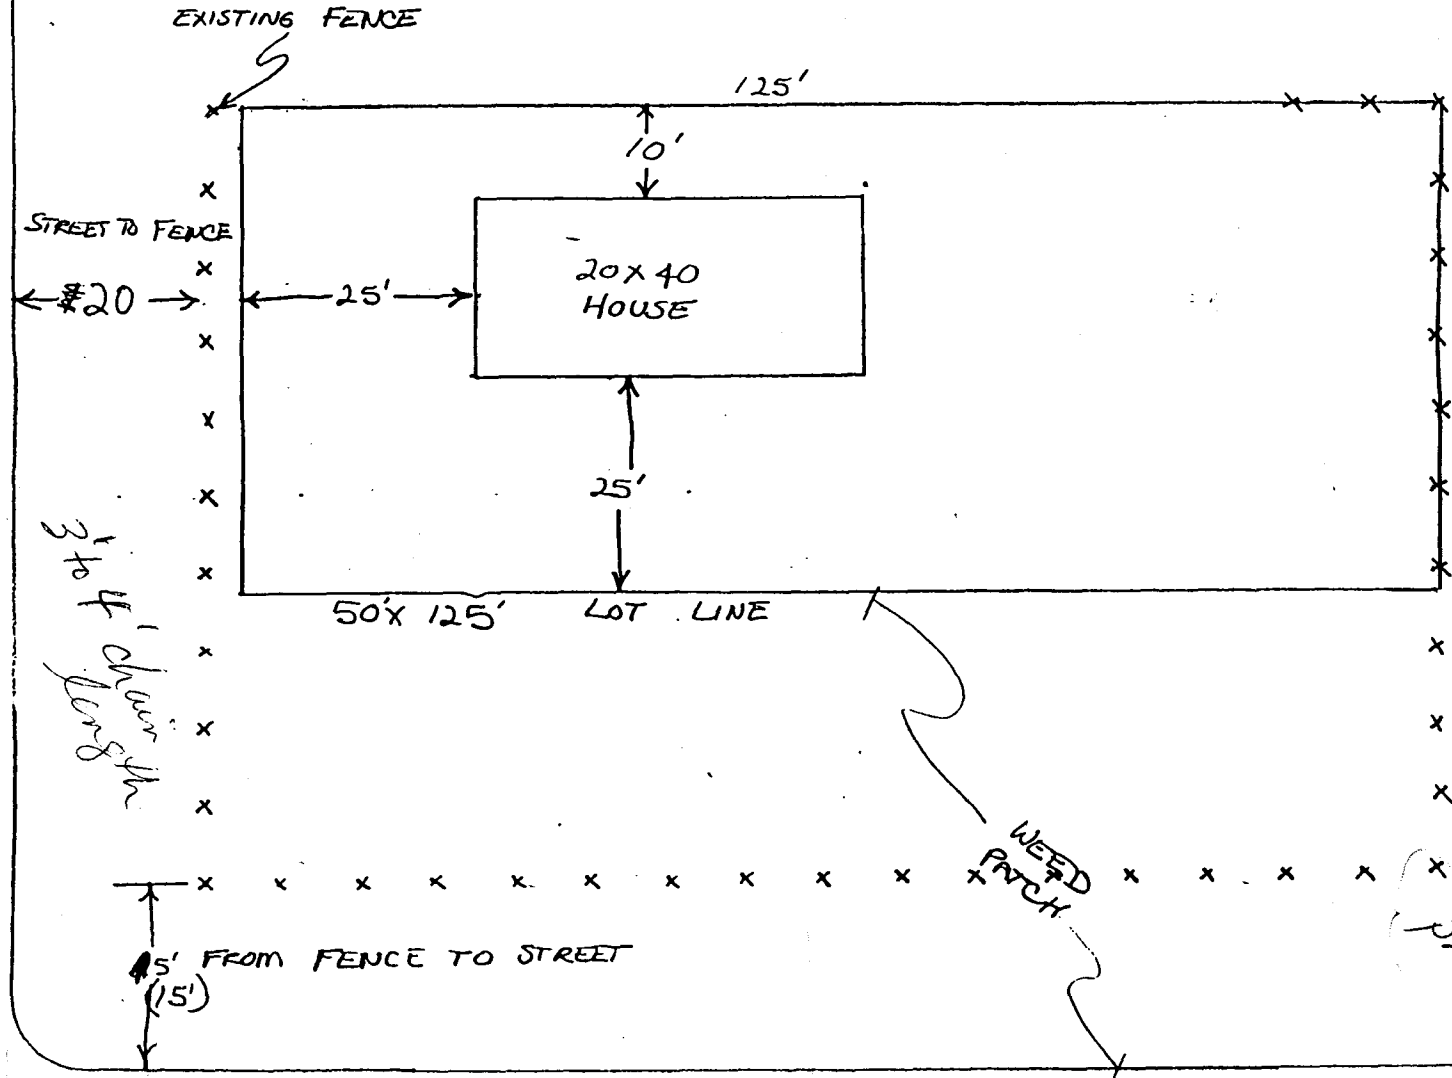 EXISTING FENCE
125'
10'
STREET TO FENCE
20
25'
20 X 40
HOUSE
25'
50' X 125' LOT LINE
3' to 4' chair
length
WEED
PATCH
5' FROM FENCE TO STREET
(15')